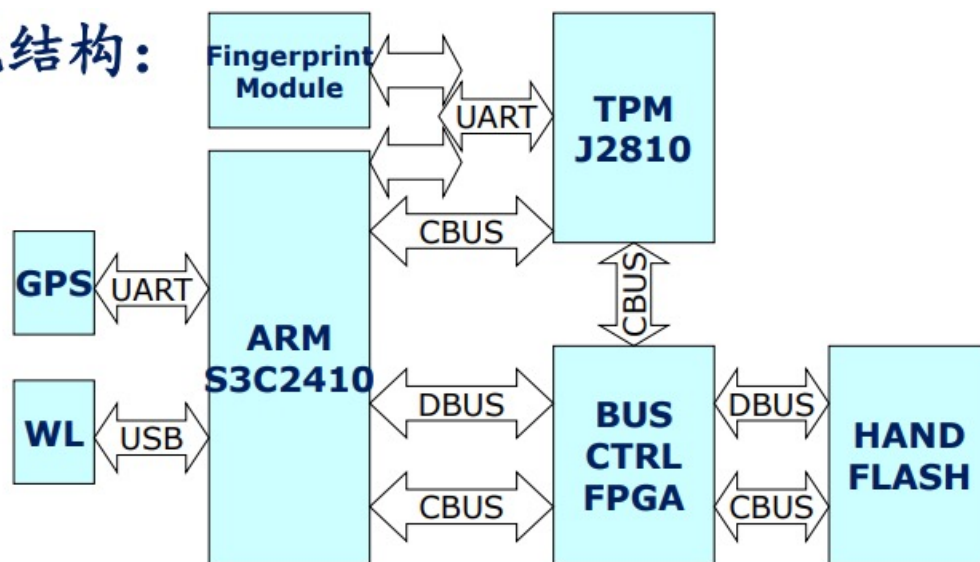 结构：
Fingerprint
Module
UART
TPM
J2810
CBUS
GPS
UART
CBUS
ARM
S3C2410
WL
USB
DBUS
CBUS
BUS
CTRL
FPGA
DBUS
CBUS
HAND
FLASH